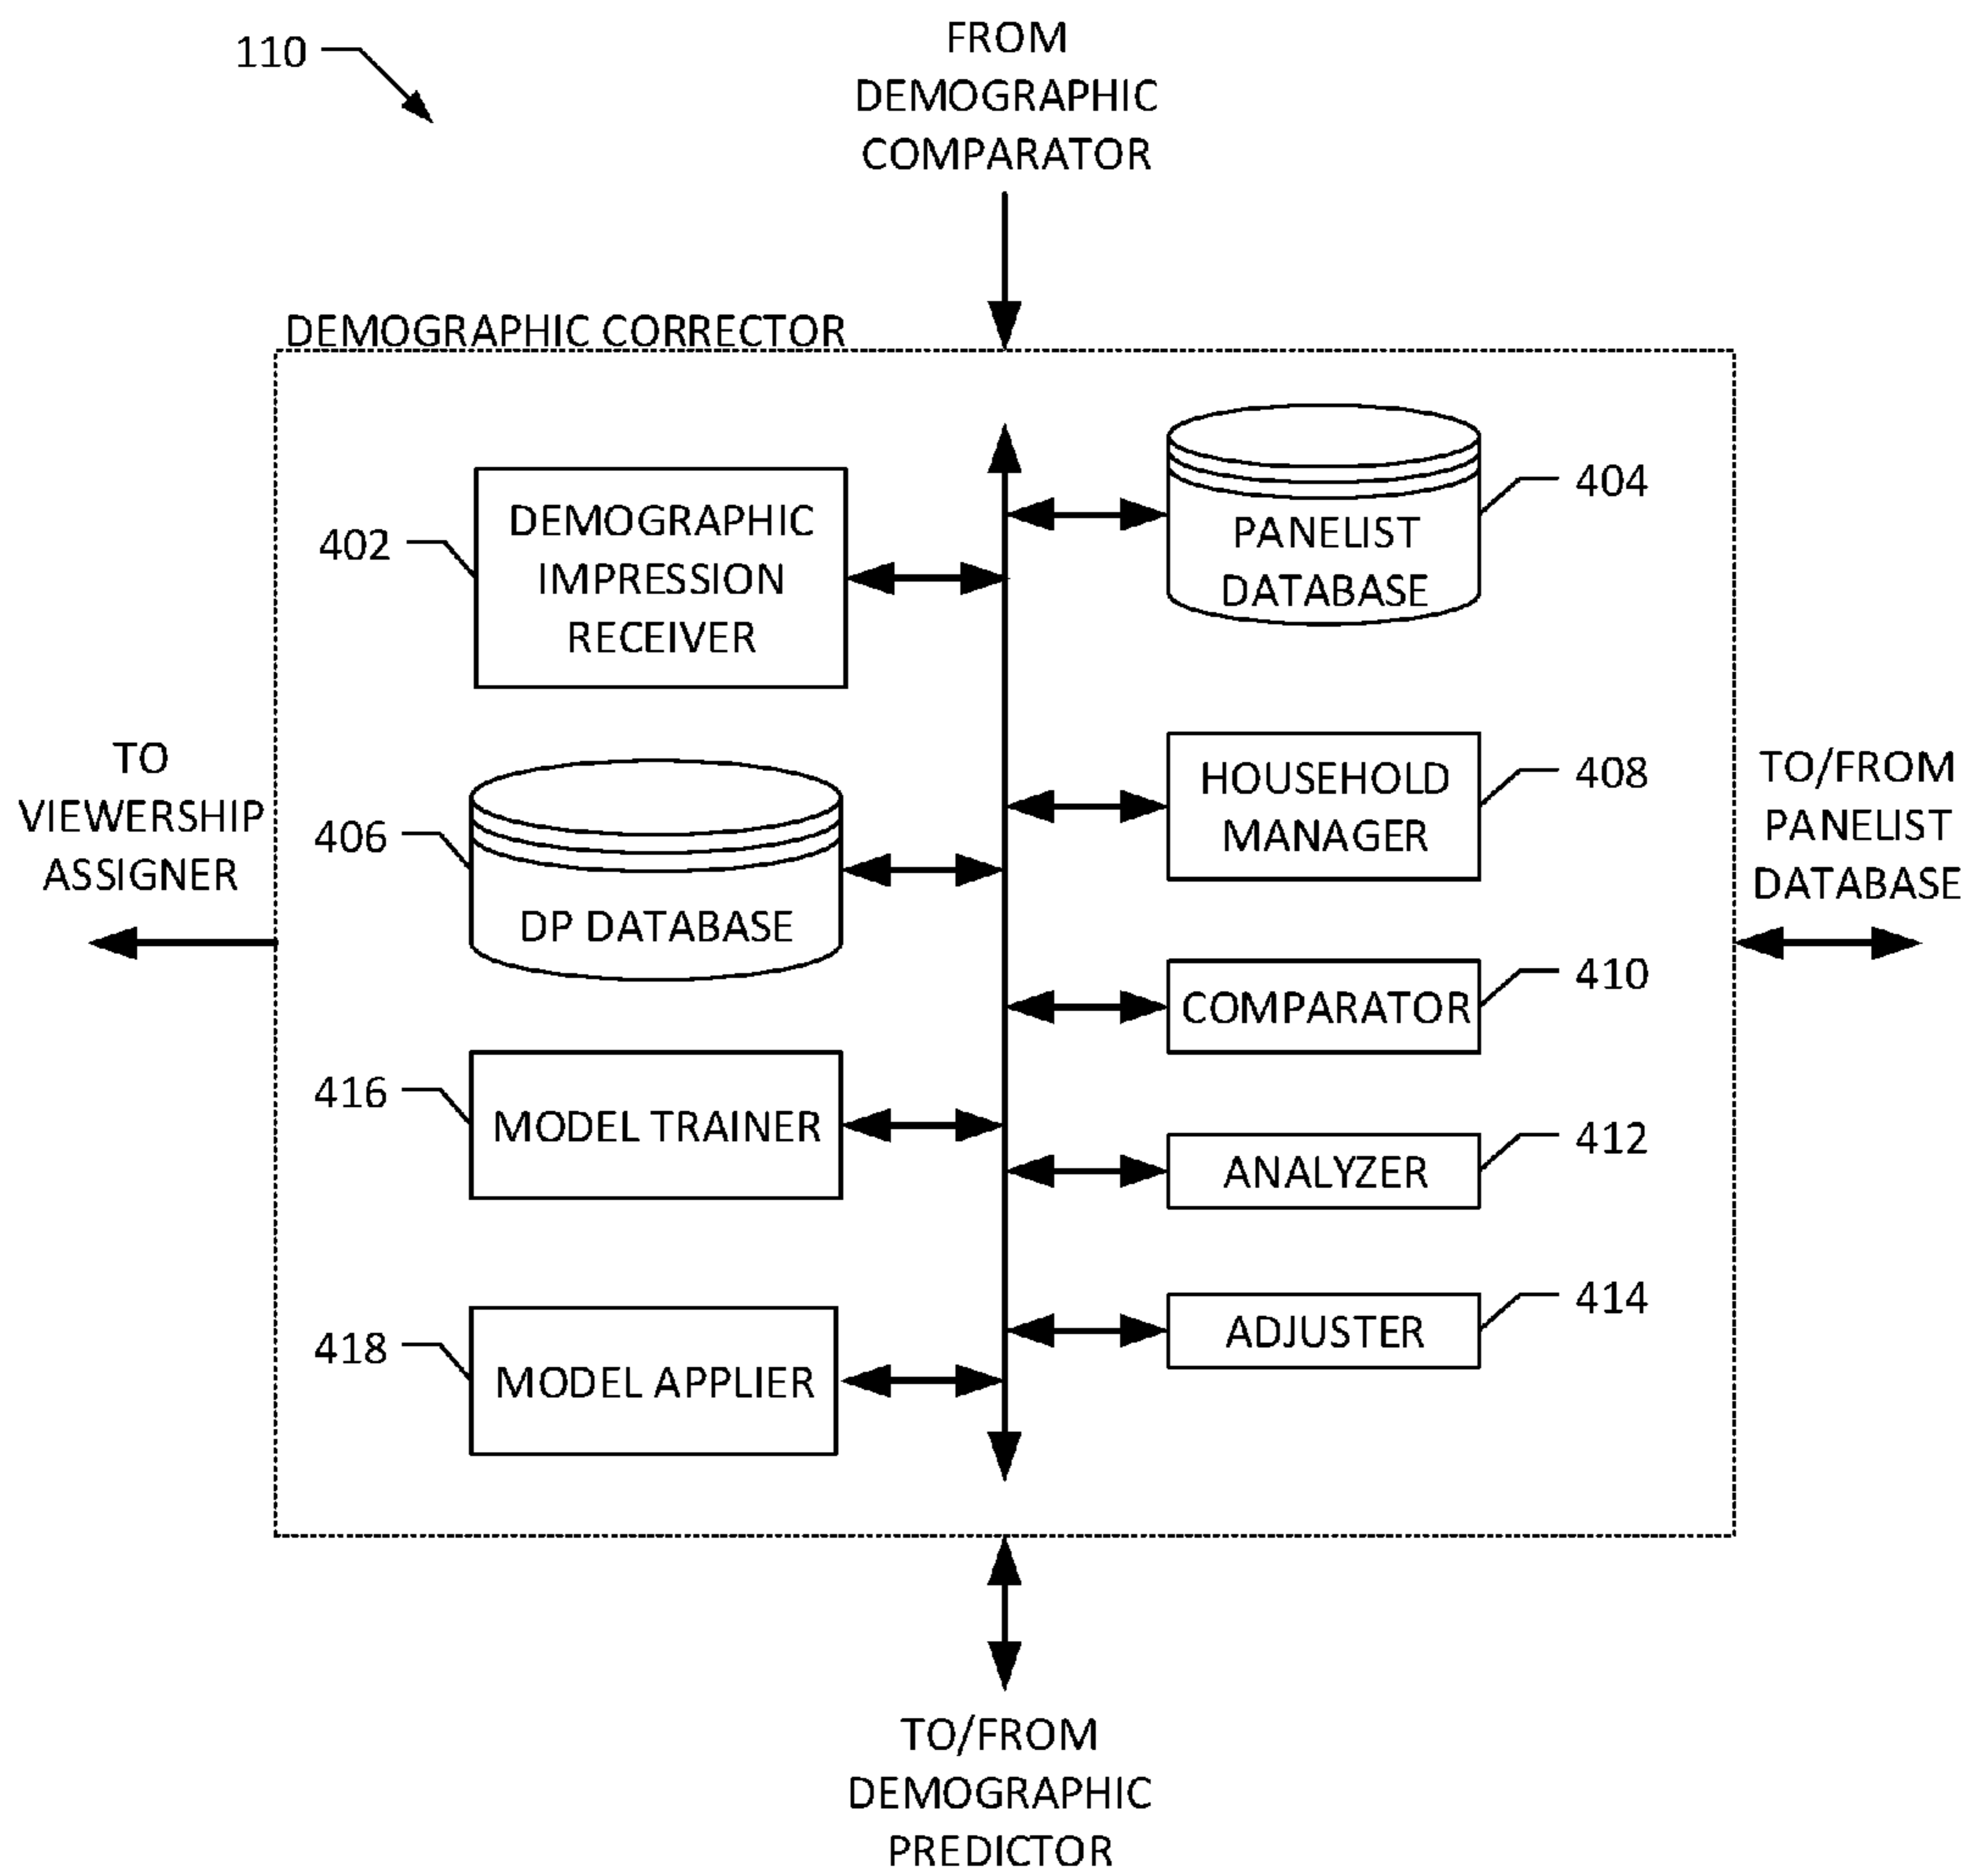 110
FROM
DEMOGRAPHIC
COMPARATOR
DEMOGRAPHIC CORRECTOR
402
DEMOGRAPHIC
IMPRESSION
RECEIVER
PANELIST
DATABASE
404
TO
VIEWERSHIP
ASSIGNER
406
DP DATABASE
HOUSEHOLD
MANAGER
408
TO/FROM
PANELIST
DATABASE
COMPARATOR
410
416
MODEL TRAINER
ANALYZER
412
418
MODEL APPLIER
ADJUSTER
414
TO/FROM
DEMOGRAPHIC
PREDICTOR